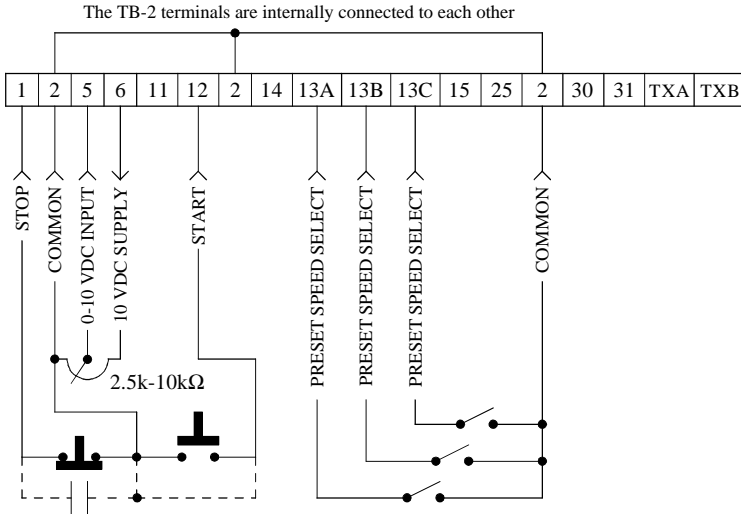 The TB-2 terminals are internally connected to each other
1 2 5 6 11 12 2 14 13A 13B 13C 15 25 2 30 31 TXA TXB
STOP
COMMON
0-10 VDC INPUT
10 VDC SUPPLY
START
PRESET SPEED SELECT
PRESET SPEED SELECT
PRESET SPEED SELECT
COMMON
2.5k-10kΩ